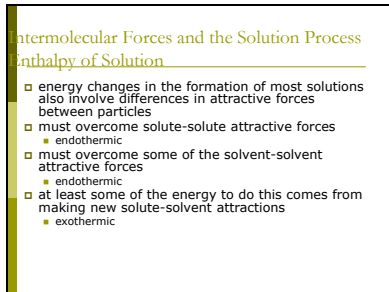 Intermolecular Forces and the Solution Process
Enthalpy of Solution
energy changes in the formation of most solutions
also involve differences in attractive forces
between particles
must overcome solute-solute attractive forces
endothermic
must overcome some of the solvent-solvent
attractive forces
endothermic
at least some of the energy to do this comes from
making new solute-solvent attractions
exothermic